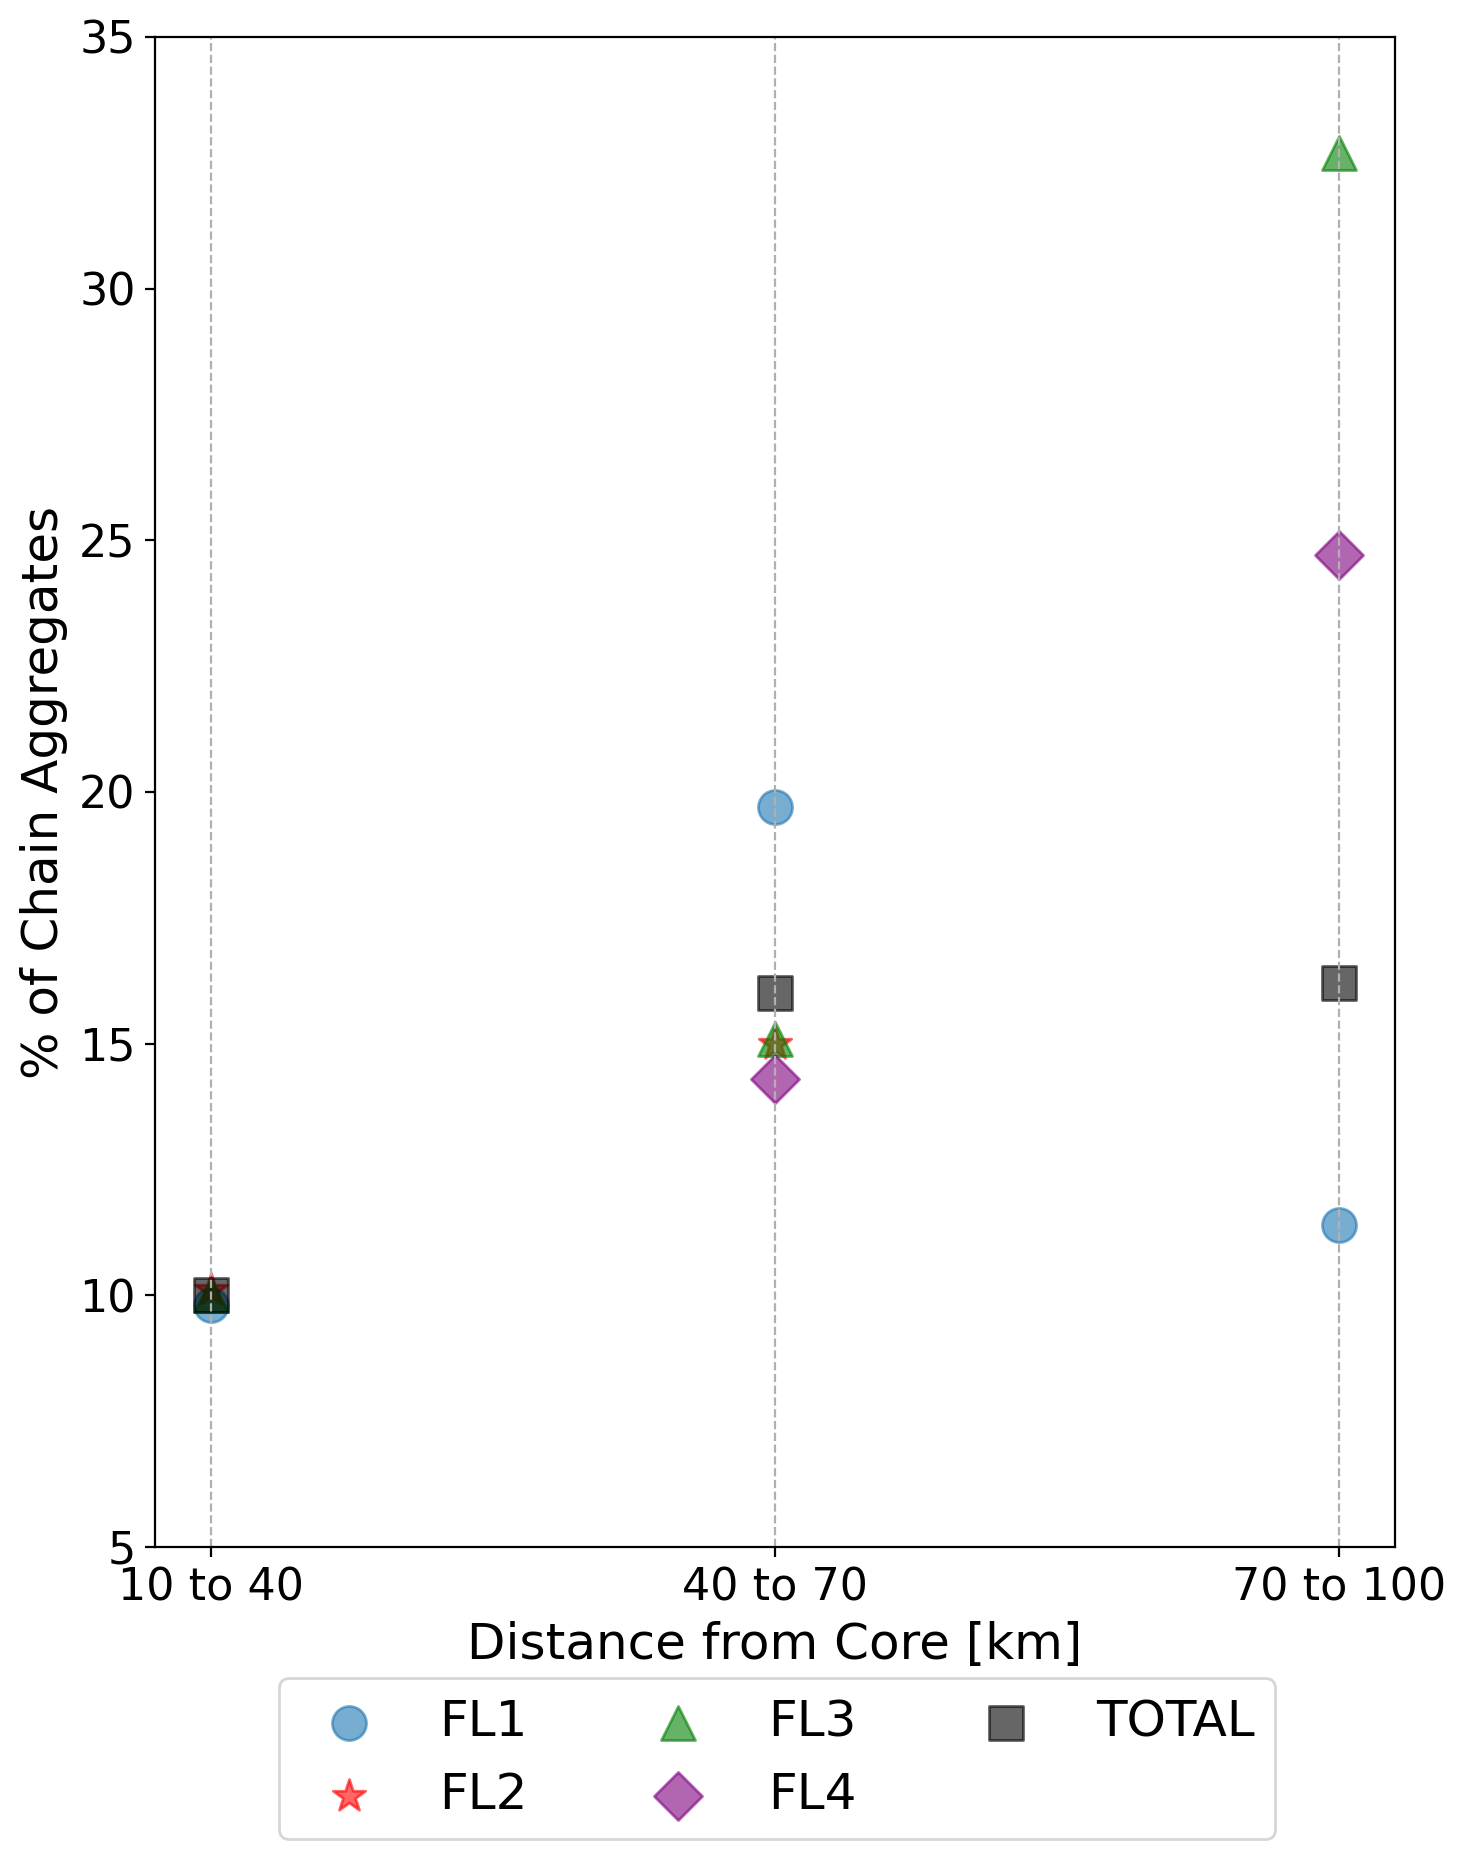 35
30
25
20
15
10
5
% of Chain Aggregates
10 to 40 40 to 70 70 to 100
Distance from Core [km]
FL1 FL3 TOTAL
FL2 FL4